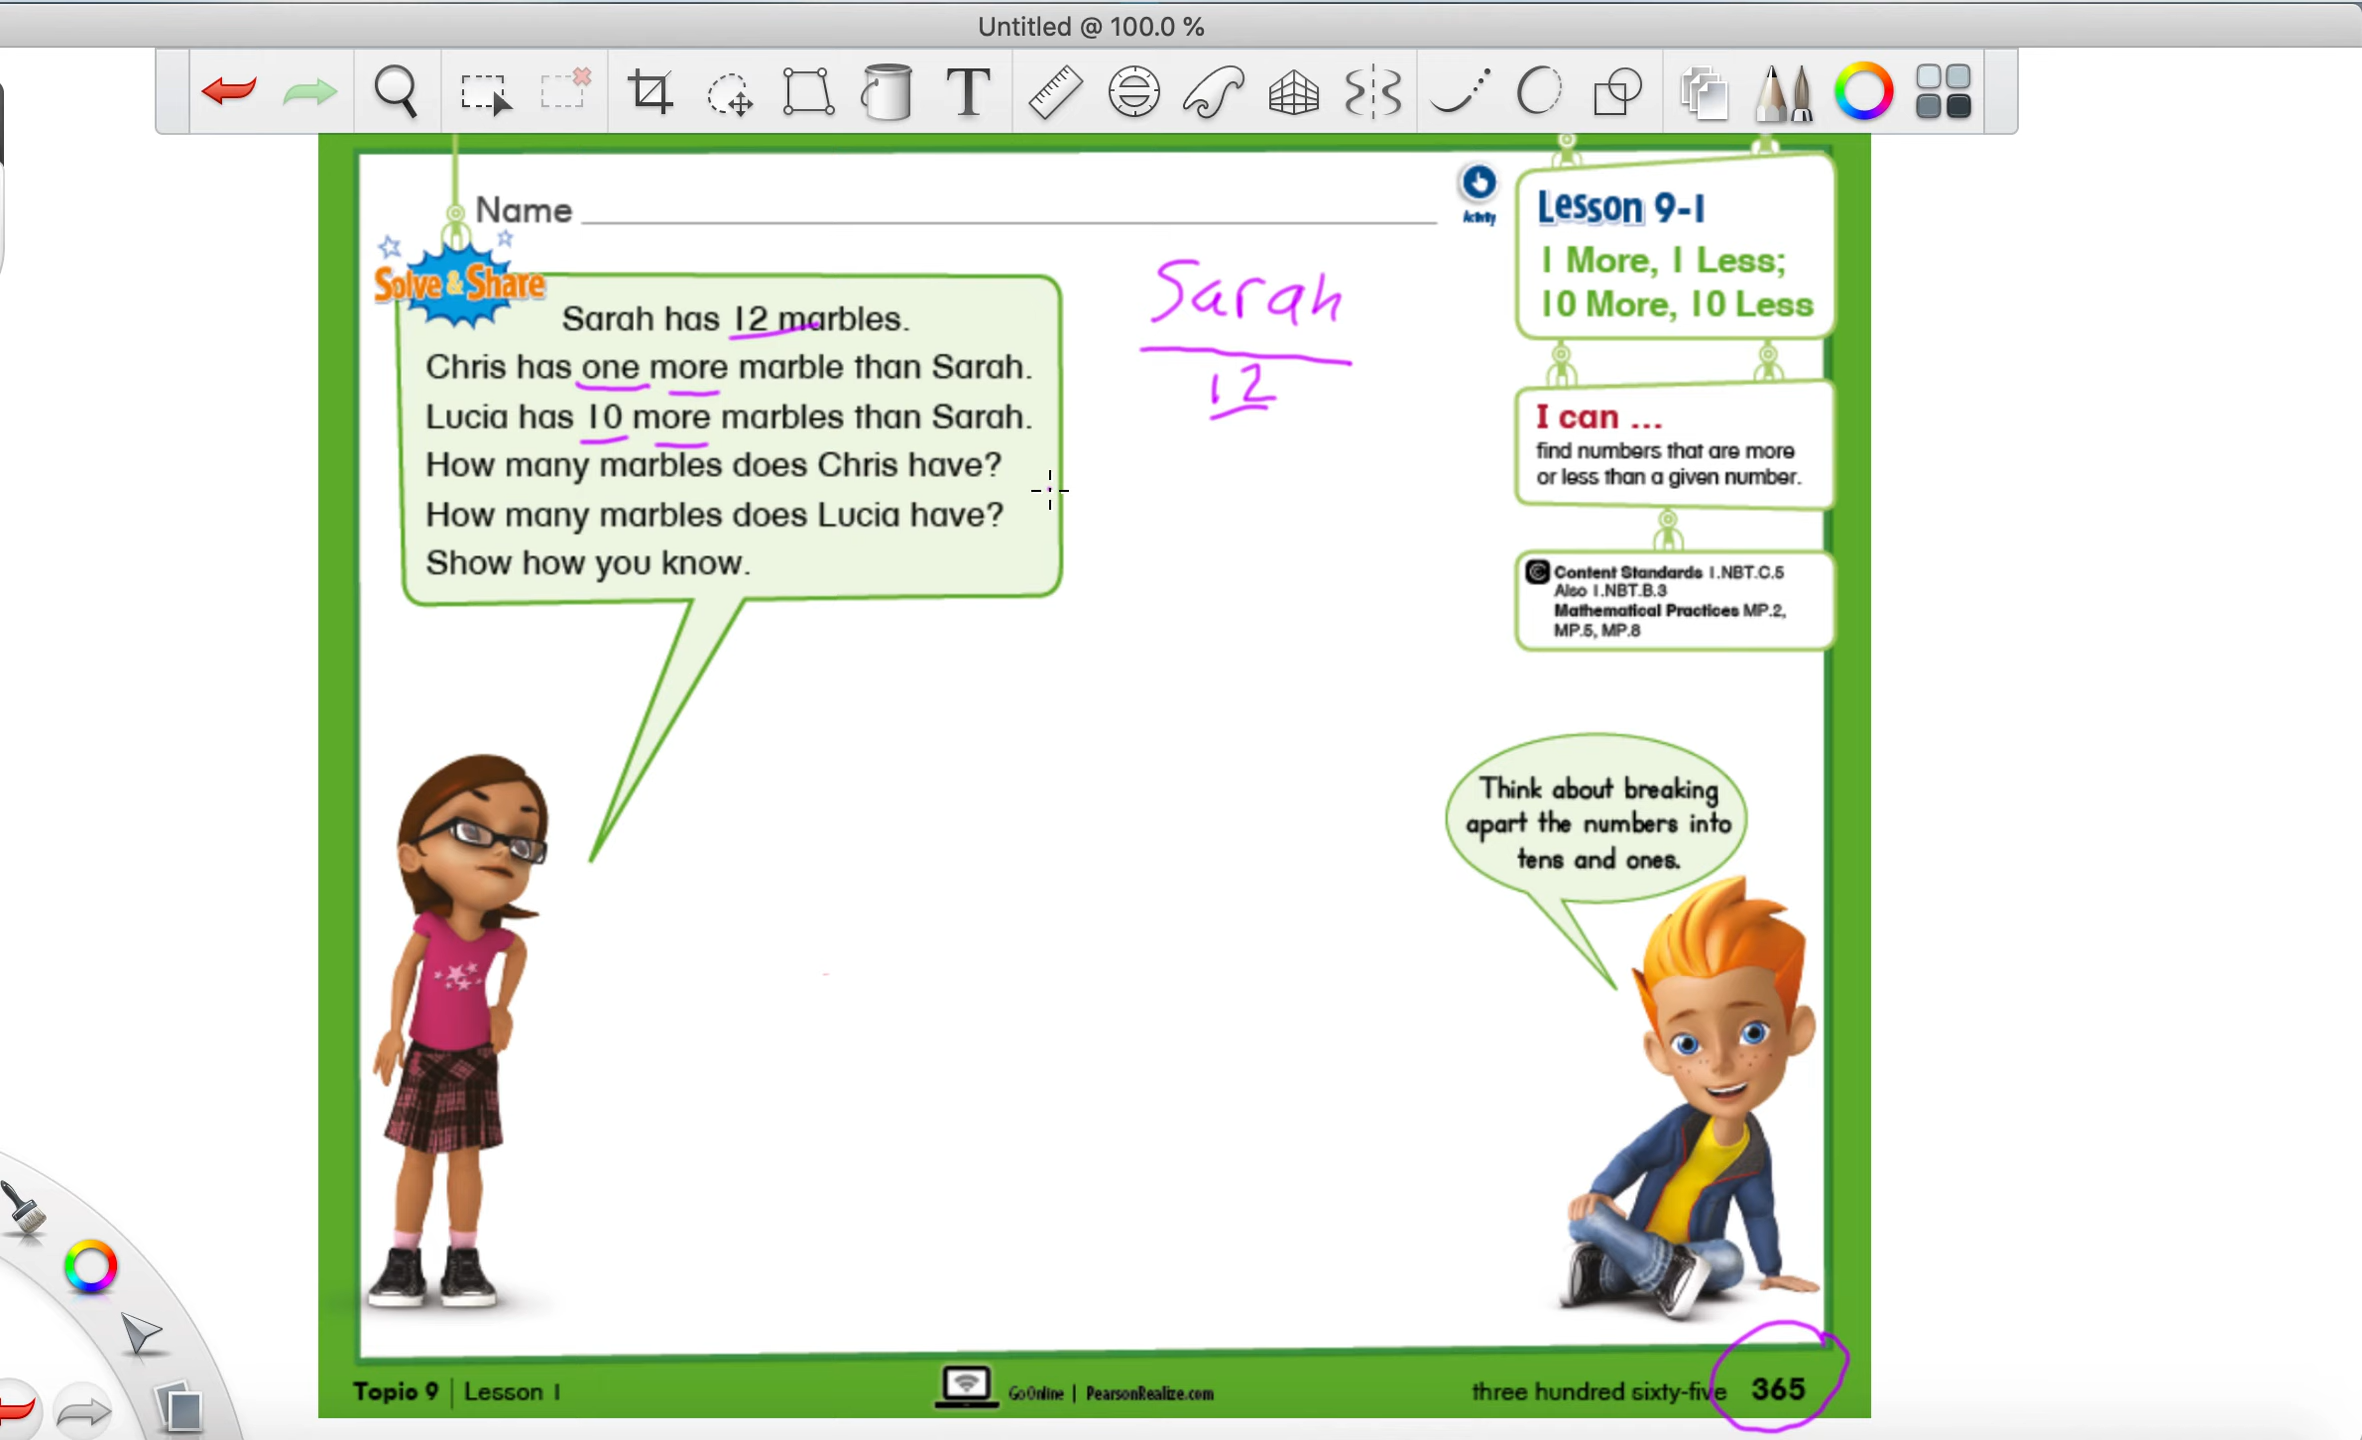 Untitled @ 100.0 %
T
Name
Activity
Solve & Share
Sarah has 12 marbles.
Chris has one more marble than Sarah.
Lucia has 10 more marbles than Sarah.
How many marbles does Chris have?
How many marbles does Lucia have?
Show how you know.
Sarah
12
Lesson 9-1
1 More, 1 Less;
10 More, 10 Less
I can ...
find numbers that are more
or less than a given number.
Content Standards 1.NBT.C.5
Also 1.NBT.B.3
Mathematical Practices MP.2,
MP.5, MP.8
Think about breaking
apart the numbers into
tens and ones.
Topic 9 | Lesson 1
Go Online | PearsonRealize.com
three hundred sixty-five 365